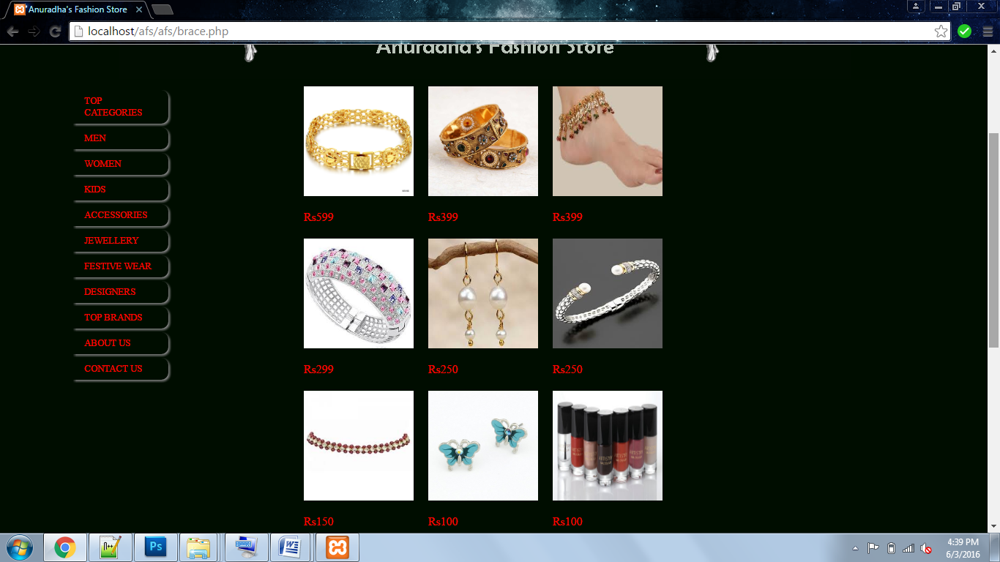 Anuradha's Fashion Store
localhost/afs/afs/brace.php
Anuradha's Fashion Store
TOP
CATEGORIES
MEN
WOMEN
KIDS
ACCESSORIES
JEWELLERY
FESTIVE WEAR
DESIGNERS
TOP BRANDS
ABOUT US
CONTACT US
Rs599
Rs399
Rs399
Rs299
Rs250
Rs250
Rs150
Rs100
Rs100
N++
Ps
W
4:39 PM
6/3/2016